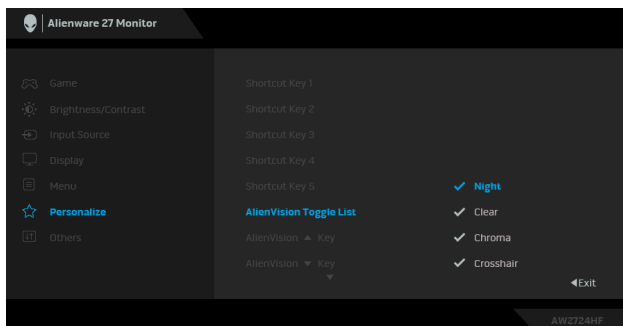 Alienware 27 Monitor
Game
Brightness/Contrast
Input Source
Display
Menu
Personalize
Others
Shortcut Key 1
Shortcut Key 2
Shortcut Key 3
Shortcut Key 4
Shortcut Key 5
AlienVision Toggle List
AlienVision ▲ Key
AlienVision ▼ Key
Night
Clear
Chroma
Crosshair
Exit
AW2724HF